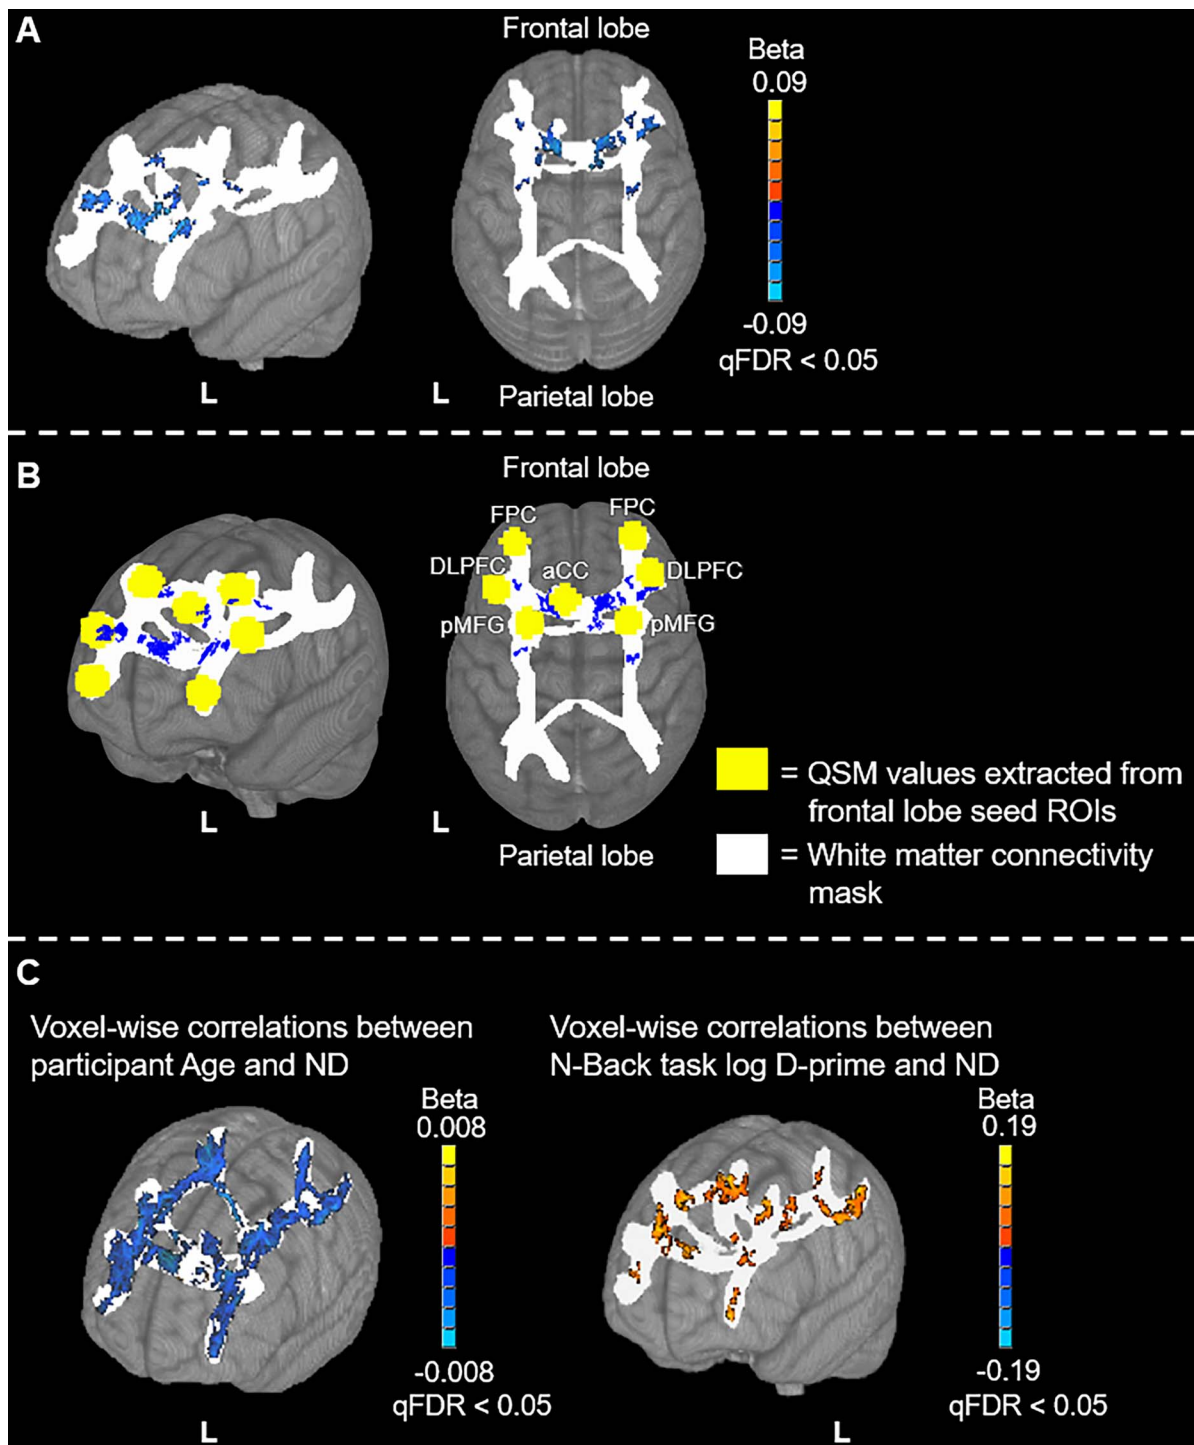 A
Frontal lobe
Beta
0.09
-0.09
qFDR < 0.05
L
L
Parietal lobe
B
Frontal lobe
FPC
FPC
DLPFC
aCC
DLPFC
pMFG
pMFG
= QSM values extracted from
frontal lobe seed ROIs
L
L
Parietal lobe
= White matter connectivity
mask
C
Voxel-wise correlations between
participant Age and ND
Beta
0.008
-0.008
qFDR < 0.05
L
Voxel-wise correlations between
N-Back task log D-prime and ND
Beta
0.19
-0.19
qFDR < 0.05
L